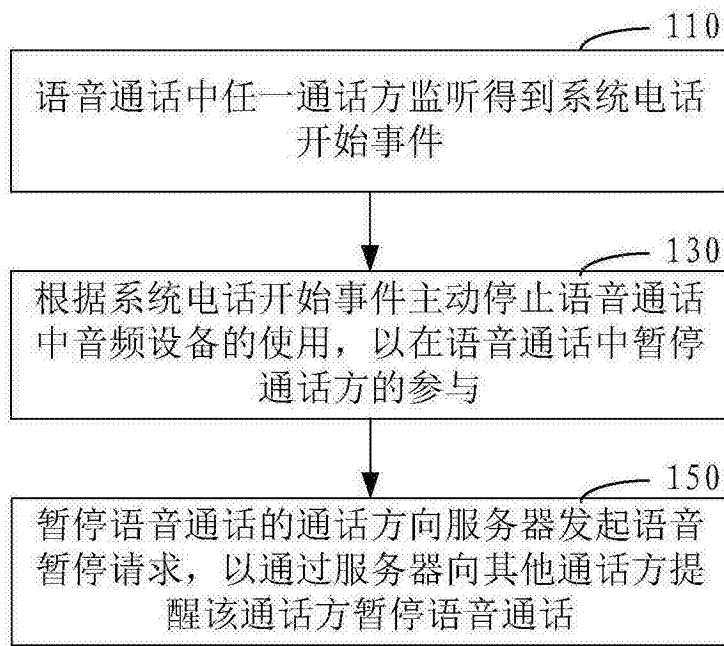 110
语音通话中任一通话方监听得到系统电话
开始事件
130
根据系统电话开始事件主动停止语音通话
中音频设备的使用，以在语音通话中暂停
通话方的参与
150
暂停语音通话的通话方向服务器发起语音
暂停请求，以通过服务器向其他通话方提
醒该通话方暂停语音通话